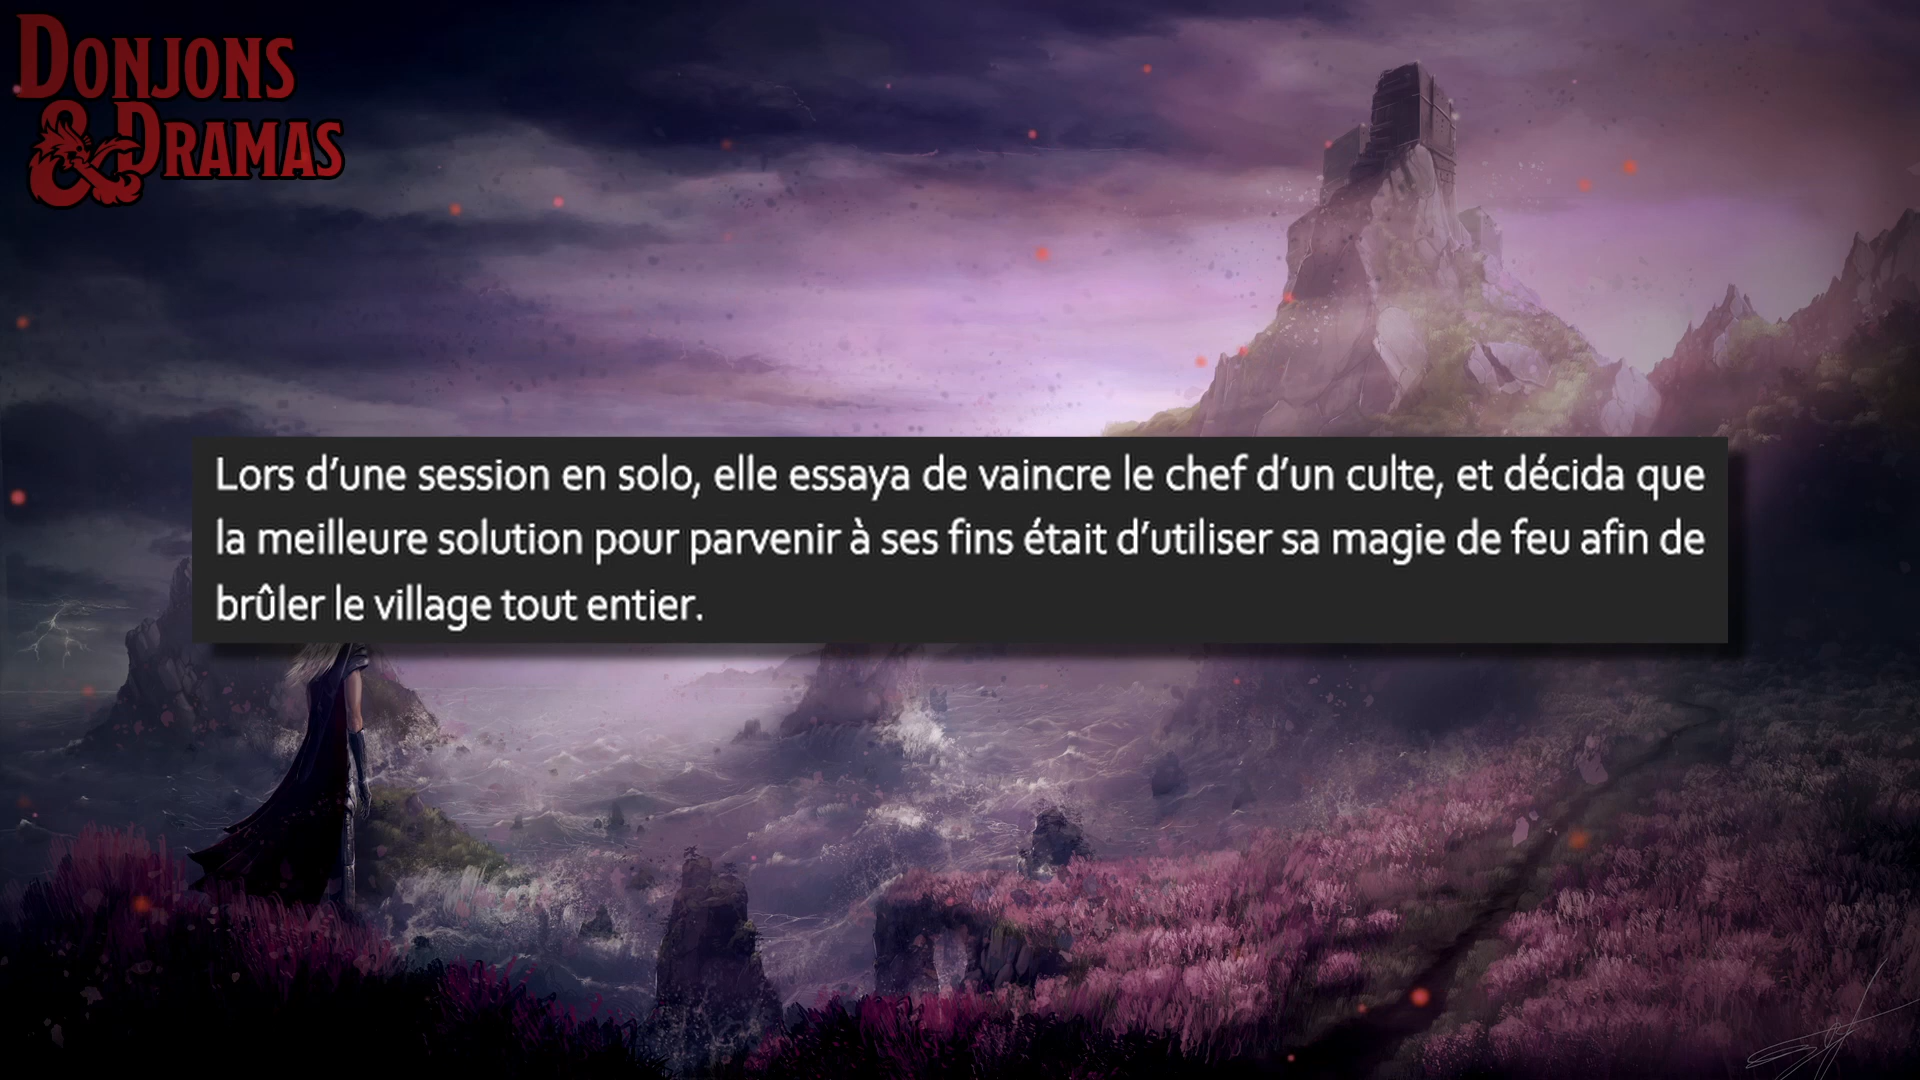 DONJONS
& DRAMAS
Lors d’une session en solo, elle essaya de vaincre le chef d’un culte, et décida que
la meilleure solution pour parvenir à ses fins était d’utiliser sa magie de feu afin de
brûler le village tout entier.